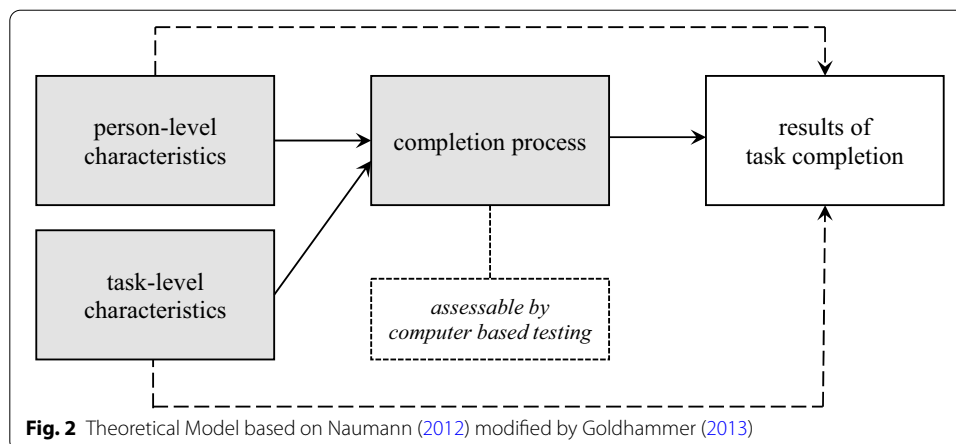 person-level
characteristics
completion process
results of
task completion
task-level
characteristics
assessable by
computer based testing
Fig. 2 Theoretical Model based on Naumann (2012) modified by Goldhammer (2013)